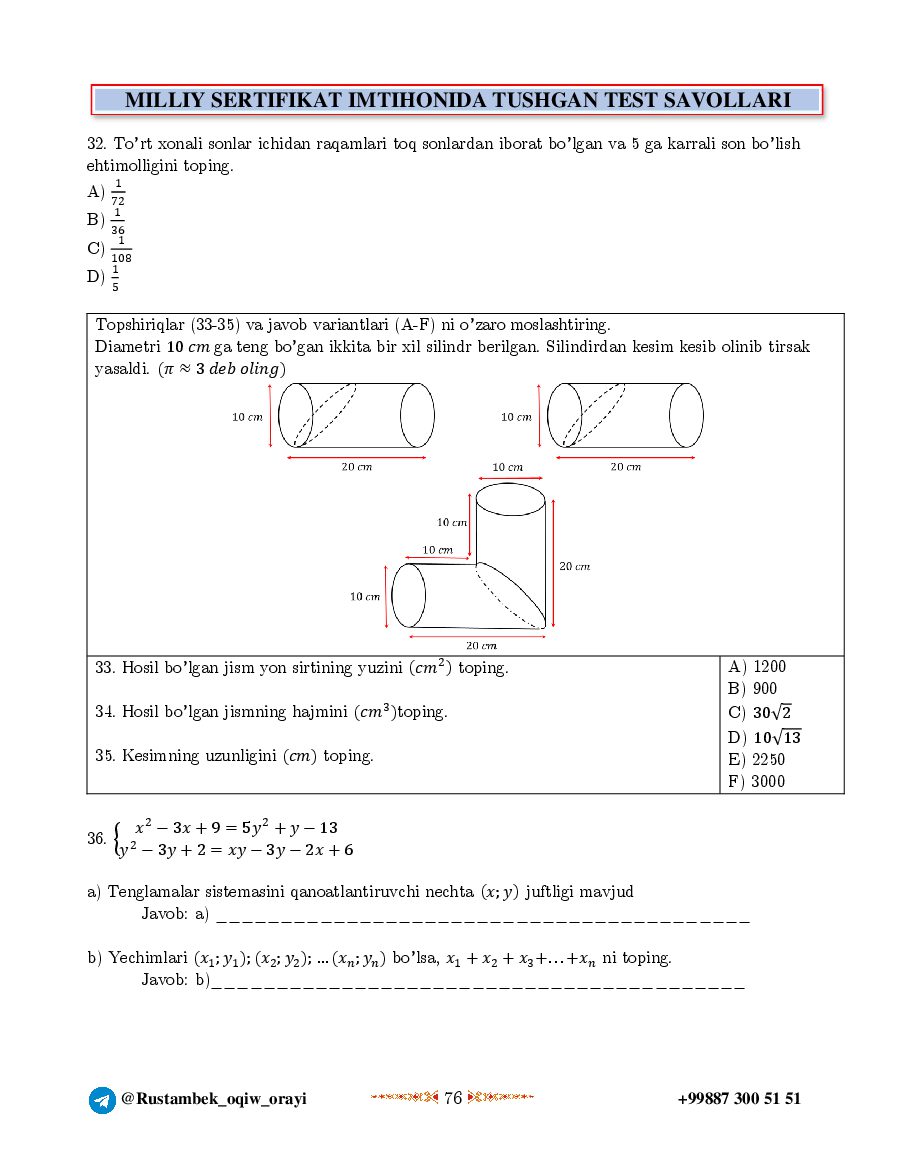 MILLIY SERTIFIKAT IMTIHONIDA TUSHGAN TEST SAVOLLARI
32. To’rt xonali sonlar ichidan raqamlari toq sonlardan iborat bo’lgan va 5 ga karrali son bo’lish
ehtimolligini toping.
A) 1/72
B) 1/36
C) 1/108
D) 1/5
Topshiriqlar (33-35) va javob variantlari (A-F) ni o’zaro moslashtiring.
Diametri 10 cm ga teng bo’gan ikkita bir xil silindr berilgan. Silindirdan kesim kesib olinib tirsak
yasaldi. (π ≈ 3 deb oling)
10 cm
10 cm
20 cm
20 cm
10 cm
10 cm
10 cm
20 cm
10 cm
20 cm
33. Hosil bo’lgan jism yon sirtining yuzini (cm²) toping.
34. Hosil bo’lgan jismning hajmini (cm³)toping.
35. Kesimning uzunligini (cm) toping.
A) 1200
B) 900
C) 30√2
D) 10√13
E) 2250
F) 3000
36. { x² − 3x + 9 = 5y² + y − 13
y² − 3y + 2 = xy − 3y − 2x + 6
a) Tenglamalar sistemasini qanoatlantiruvchi nechta (x; y) juftligi mavjud
Javob: a) _________________________________________
b) Yechimlari (x₁; y₁); (x₂; y₂); … (xₙ; yₙ) bo’lsa, x₁ + x₂ + x₃+…+xₙ ni toping.
Javob: b)_________________________________________
@Rustambek_oqiw_orayi
76
+99887 300 51 51